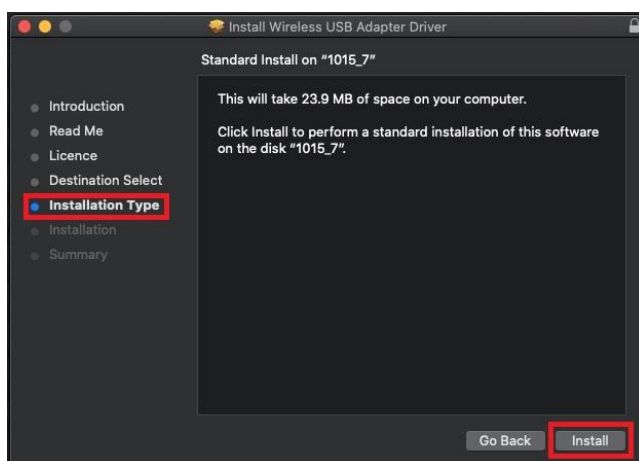 Install Wireless USB Adapter Driver
Standard Install on “1015_7”
Introduction
Read Me
Licence
Destination Select
Installation Type
Installation
Summary
This will take 23.9 MB of space on your computer.
Click Install to perform a standard installation of this software
on the disk “1015_7”.
Go Back
Install